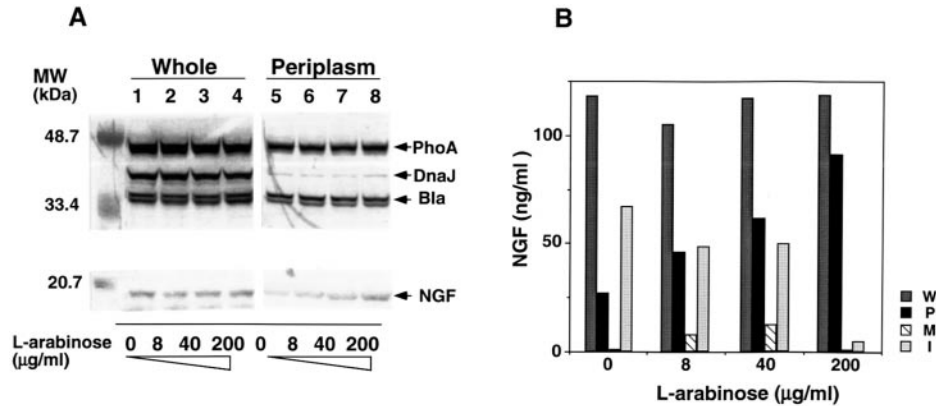 A
MW
(kDa)
Whole
Periplasm
1 2 3 4 5 6 7 8
48.7
PhoA
DnaJ
33.4
Bla
20.7
NGF
L-arabinose 0 8 40 200 0 8 40 200
(µg/ml)
B
NGF (ng/ml)
100
50
0
0 8 40 200
L-arabinose (µg/ml)
W
P
M
I